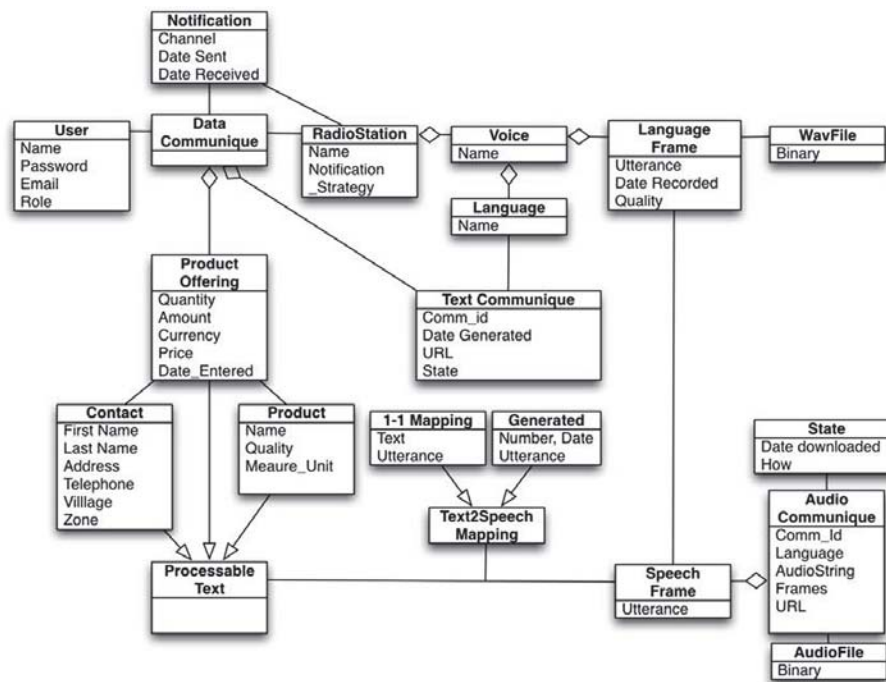 Notification
Channel
Date Sent
Date Received
User
Name
Password
Email
Role
Data
Communique
RadioStation
Name
Notification
_Strategy
Voice
Name
Language
Frame
Utterance
Date Recorded
Quality
WavFile
Binary
Language
Name
Product
Offering
Quantity
Amount
Currency
Price
Date_Entered
Text Communique
Comm_id
Date Generated
URL
State
Contact
First Name
Last Name
Address
Telephone
Villlage
Zone
Product
Name
Quality
Meaure_Unit
1-1 Mapping
Text
Utterance
Generated
Number, Date
Utterance
State
Date downloaded
How
Text2Speech
Mapping
Audio
Communique
Comm_Id
Language
AudioString
Frames
URL
Processable
Text
Speech
Frame
Utterance
AudioFile
Binary